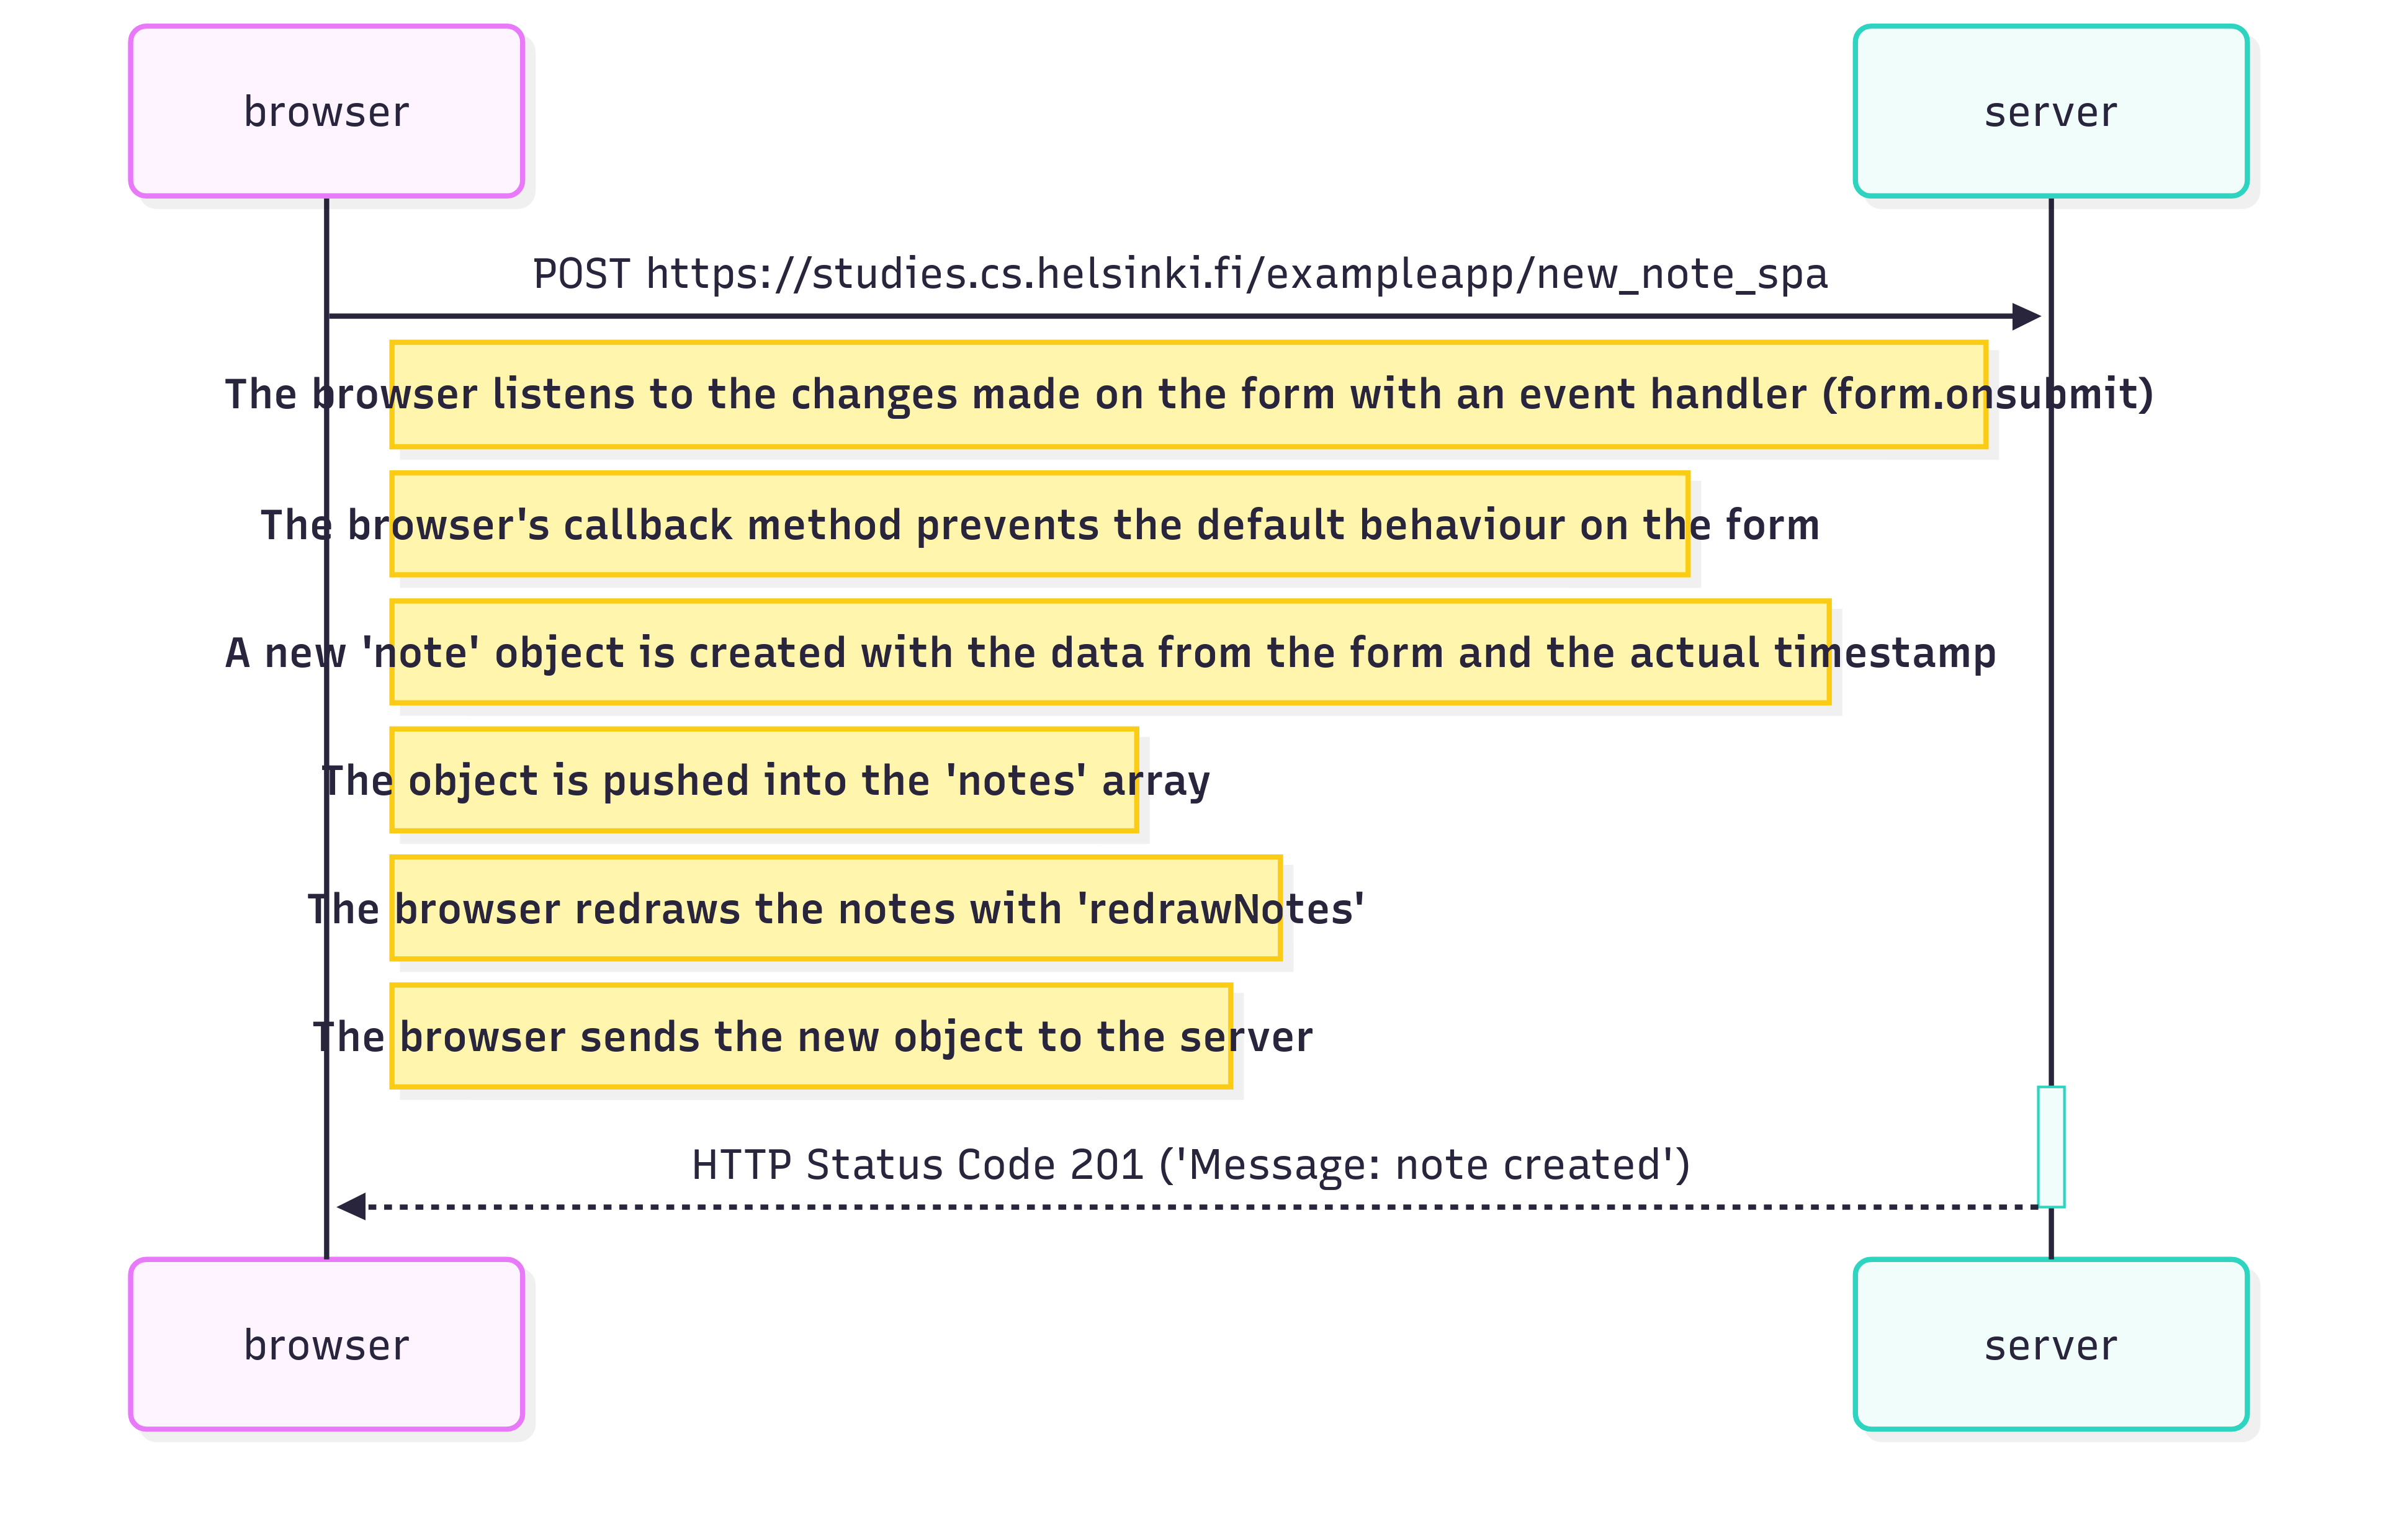 browser
server
POST https://studies.cs.helsinki.fi/exampleapp/new_note_spa
The browser listens to the changes made on the form with an event handler (form.onsubmit)
The browser's callback method prevents the default behaviour on the form
A new 'note' object is created with the data from the form and the actual timestamp
The object is pushed into the 'notes' array
The browser redraws the notes with 'redrawNotes'
The browser sends the new object to the server
HTTP Status Code 201 ('Message: note created')
browser
server